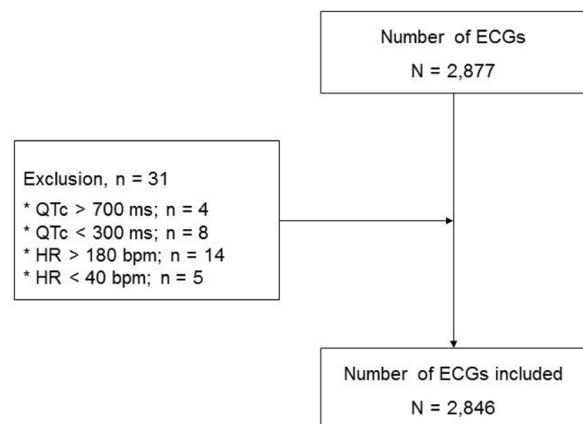 Number of ECGs
N = 2,877
Exclusion, n = 31
* QTc > 700 ms; n = 4
* QTc < 300 ms; n = 8
* HR > 180 bpm; n = 14
* HR < 40 bpm; n = 5
Number of ECGs included
N = 2,846